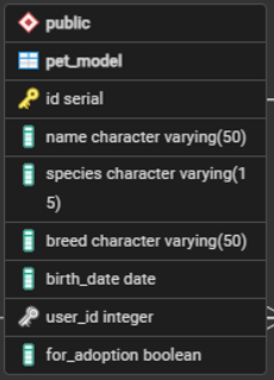 public
pet_model
id serial
name character varying(50)
species character varying(1
5)
breed character varying(50)
birth_date date
user_id integer
for_adoption boolean